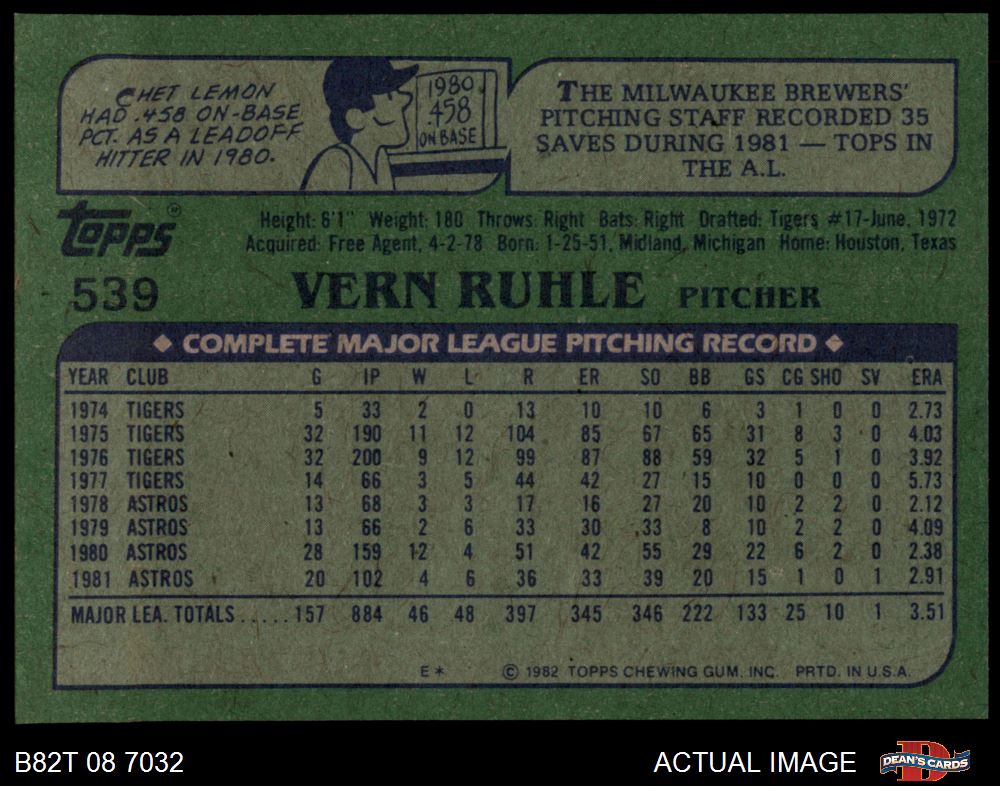 CHET LEMON
HAD .458 ON-BASE
PCT. AS A LEADOFF
HITTER IN 1980.
1980
.458
ON BASE
THE MILWAUKEE BREWERS'
PITCHING STAFF RECORDED 35
SAVES DURING 1981 — TOPS IN
THE A.L.
Topps®
Height: 6'1" Weight: 180 Throws: Right Bats: Right Drafted: Tigers #17-June, 1972
Acquired: Free Agent, 4-2-78 Born: 1-25-51, Midland, Michigan Home: Houston, Texas
539 VERN RUHLE PITCHER
◆ COMPLETE MAJOR LEAGUE PITCHING RECORD ◆
YEAR CLUB G IP W L R ER SO BB GS CG SHO SV ERA
1974 TIGERS 5 33 2 0 13 10 10 6 3 1 0 0 2.73
1975 TIGERS 32 190 11 12 104 85 67 65 31 8 3 0 4.03
1976 TIGERS 32 200 9 12 99 87 88 59 32 5 1 0 3.92
1977 TIGERS 14 66 3 5 44 42 27 15 10 0 0 0 5.73
1978 ASTROS 13 68 3 3 17 16 27 20 10 2 2 0 2.12
1979 ASTROS 13 66 2 6 33 30 33 8 10 2 2 0 4.09
1980 ASTROS 28 159 12 4 51 42 55 29 22 6 2 0 2.38
1981 ASTROS 20 102 4 6 36 33 39 20 15 1 0 1 2.91
MAJOR LEA. TOTALS.....157 884 46 48 397 345 346 222 133 25 10 1 3.51
E* © 1982 TOPPS CHEWING GUM, INC. PRTD. IN U.S.A.
B82T 08 7032
ACTUAL IMAGE
D
DEAN'S CARDS